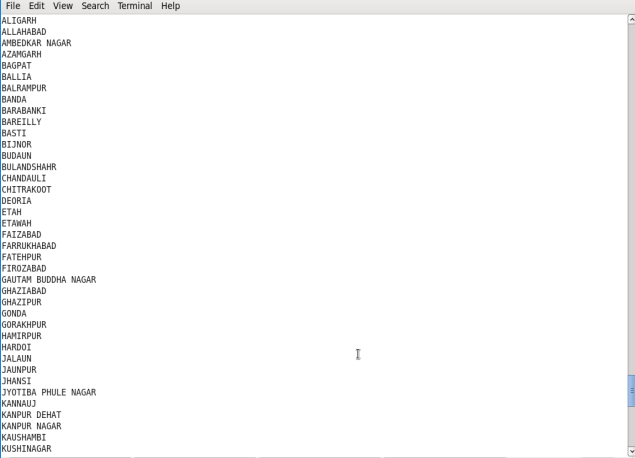 File Edit View Search Terminal Help
ALIGARH
ALLAHABAD
AMBEDKAR NAGAR
AZAMGARH
BAGPAT
BALLIA
BALRAMPUR
BANDA
BARABANKI
BAREILLY
BASTI
BIJNOR
BUDAUN
BULANDSHAHR
CHANDAULI
CHITRAKOOT
DEORIA
ETAH
ETAWAH
FAIZABAD
FARRUKHABAD
FATEHPUR
FIROZABAD
GAUTAM BUDDHA NAGAR
GHAZIABAD
GHAZIPUR
GONDA
GORAKHPUR
HAMIRPUR
HARDOI
JALAUN
JAUNPUR
JHANSI
JYOTIBA PHULE NAGAR
KANNAUJ
KANPUR DEHAT
KANPUR NAGAR
KAUSHAMBI
KUSHINAGAR